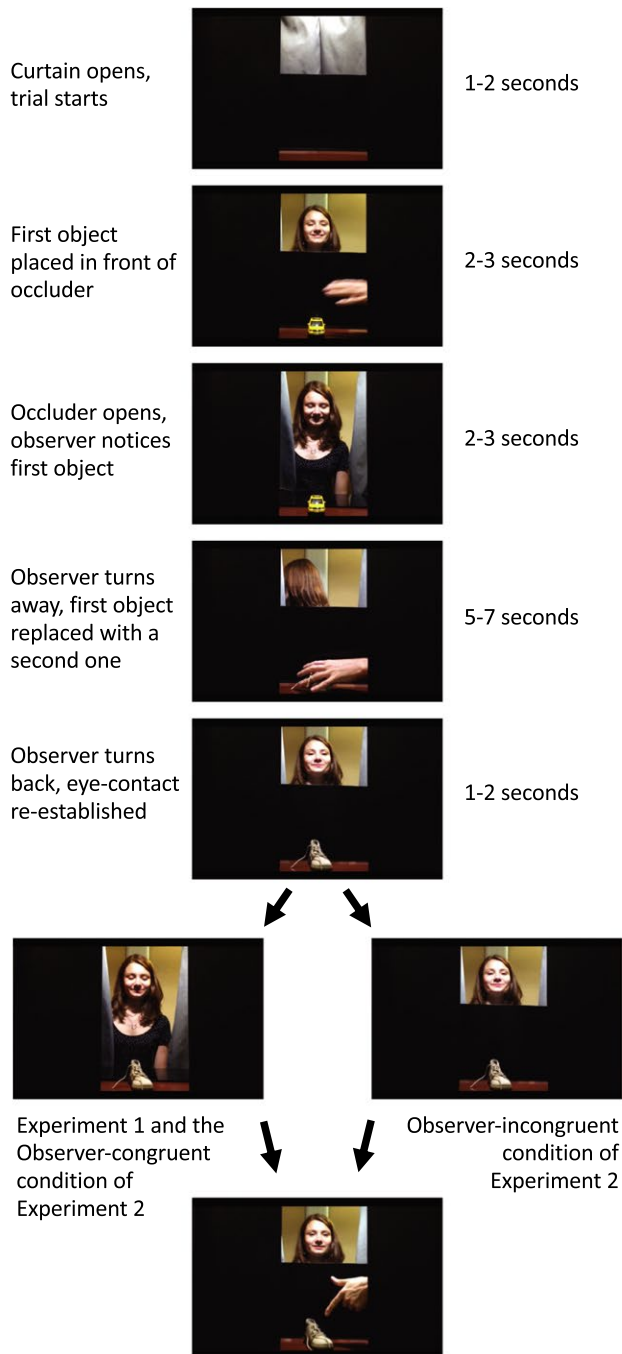 Curtain opens,
trial starts
1-2 seconds
First object
placed in front of
occluder
2-3 seconds
Occluder opens,
observer notices
first object
2-3 seconds
Observer turns
away, first object
replaced with a
second one
5-7 seconds
Observer turns
back, eye-contact
re-established
1-2 seconds
Experiment 1 and the
Observer-congruent
condition of
Experiment 2
Observer-incongruent
condition of
Experiment 2